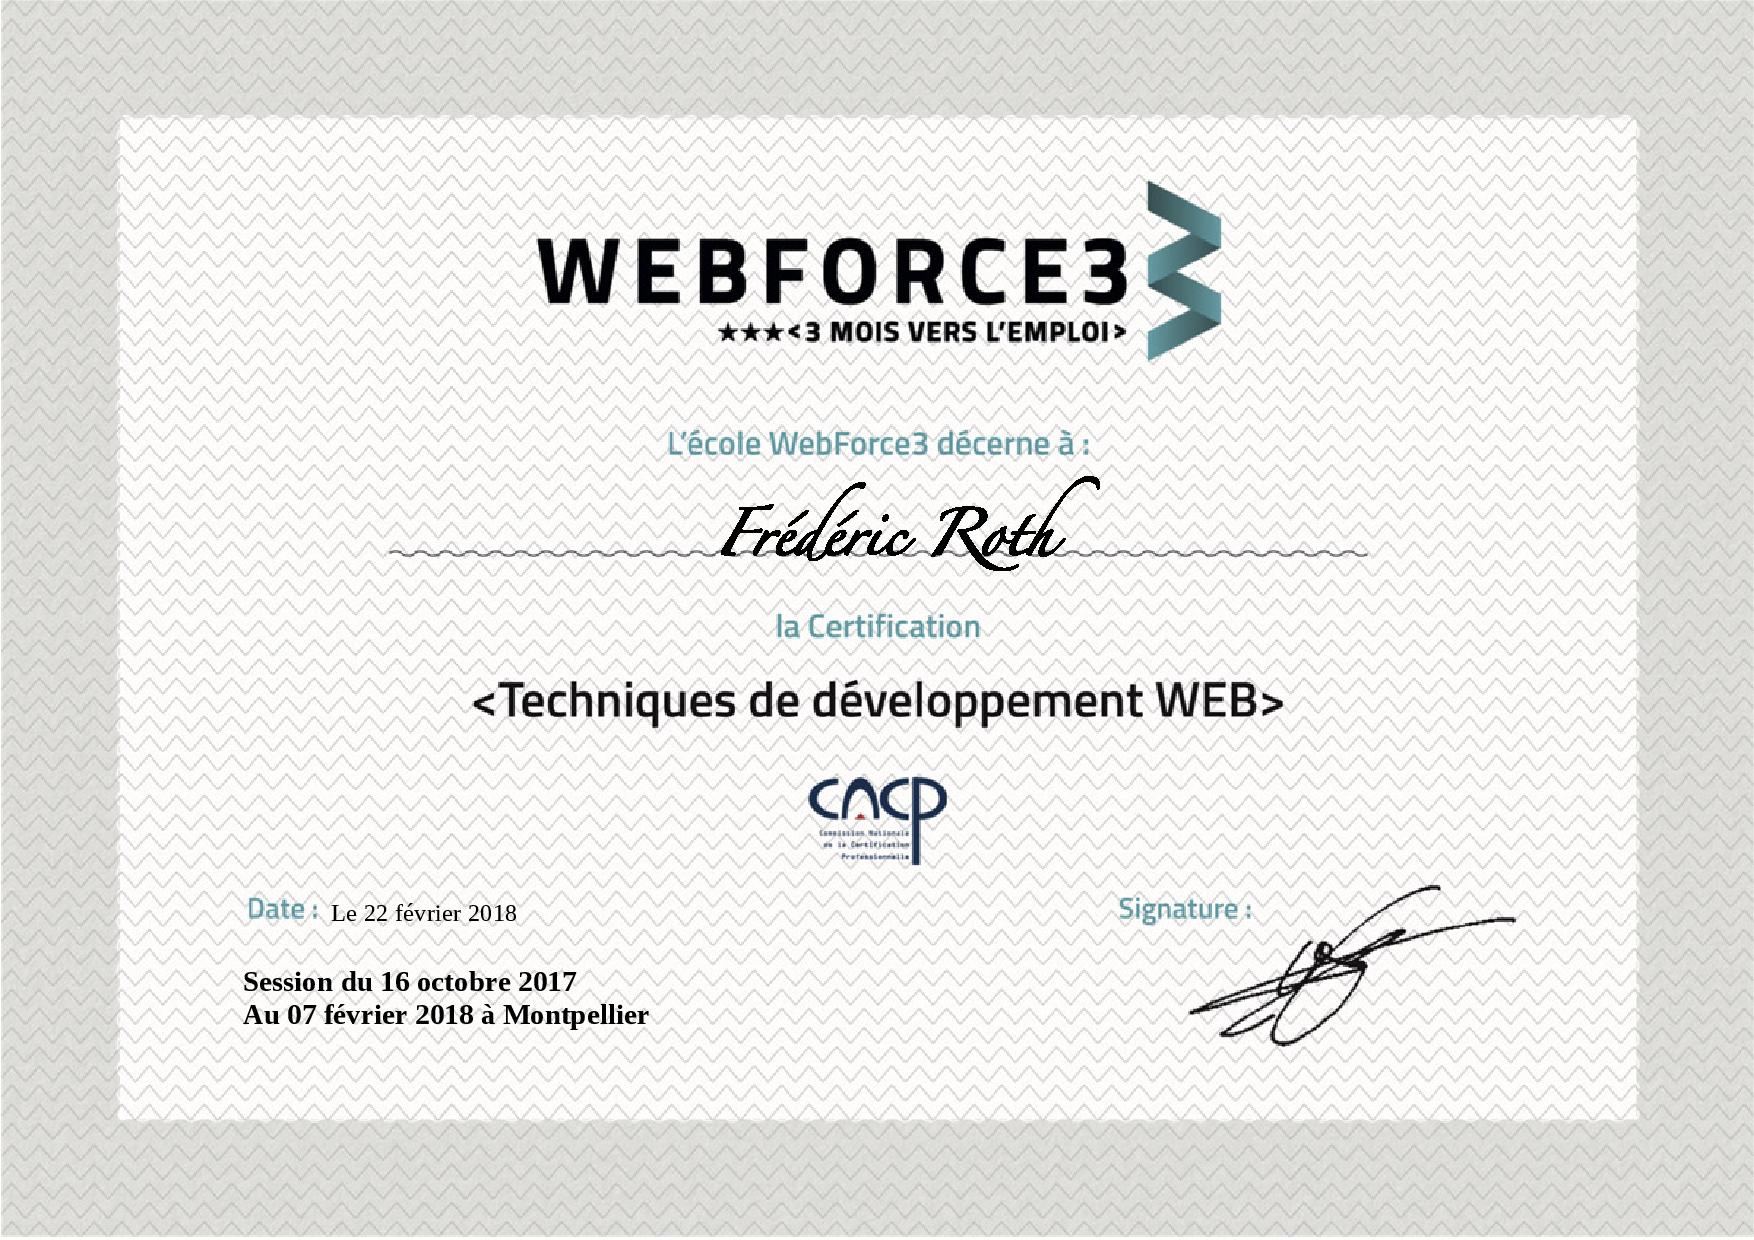 WEBFORCE3
★★★<3 MOIS VERS L'EMPLOI>
L'école WebForce3 décerne à :
Frédéric Roth
la Certification
<Techniques de développement WEB>
CNCP
Commission Nationale
de la Certification
Professionnelle
Date : Le 22 février 2018
Signature :
Session du 16 octobre 2017
Au 07 février 2018 à Montpellier